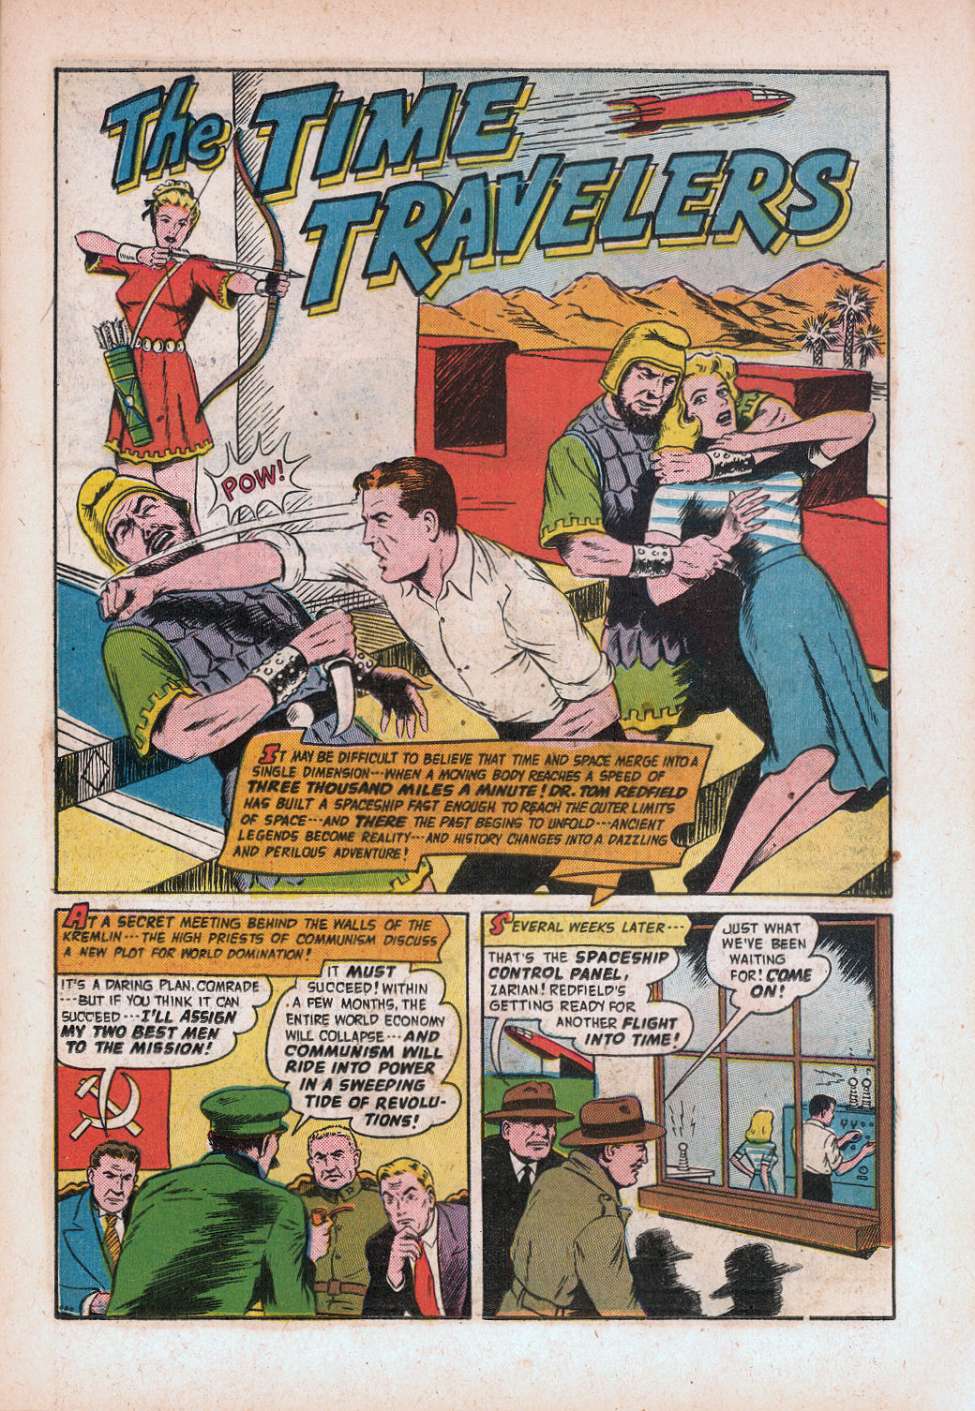 The TIME
TRAVELERS
POW!
IT MAY BE DIFFICULT TO BELIEVE THAT TIME AND SPACE MERGE INTO A
SINGLE DIMENSION---WHEN A MOVING BODY REACHES A SPEED OF
THREE THOUSAND MILES A MINUTE! DR. TOM REDFIELD
HAS BUILT A SPACESHIP FAST ENOUGH TO REACH THE OUTER LIMITS
OF SPACE---AND THERE THE PAST BEGINS TO UNFOLD---ANCIENT
LEGENDS BECOME REALITY---AND HISTORY CHANGES INTO A DAZZLING
AND PERILOUS ADVENTURE!
AT A SECRET MEETING BEHIND THE WALLS OF THE
KREMLIN---THE HIGH PRIESTS OF COMMUNISM DISCUSS
A NEW PLOT FOR WORLD DOMINATION!
IT'S A DARING PLAN, COMRADE
---BUT IF YOU THINK IT CAN
SUCCEED---I'LL ASSIGN
MY TWO BEST MEN
TO THE MISSION!
IT MUST
SUCCEED! WITHIN
A FEW MONTHS, THE
ENTIRE WORLD ECONOMY
WILL COLLAPSE---AND
COMMUNISM WILL
RIDE INTO POWER
IN A SWEEPING
TIDE OF REVOLU-
TIONS!
SEVERAL WEEKS LATER---
THAT'S THE SPACESHIP
CONTROL PANEL,
ZARIAN! REDFIELD'S
GETTING READY FOR
ANOTHER FLIGHT
INTO TIME!
JUST WHAT
WE'VE BEEN
WAITING
FOR! COME
ON!